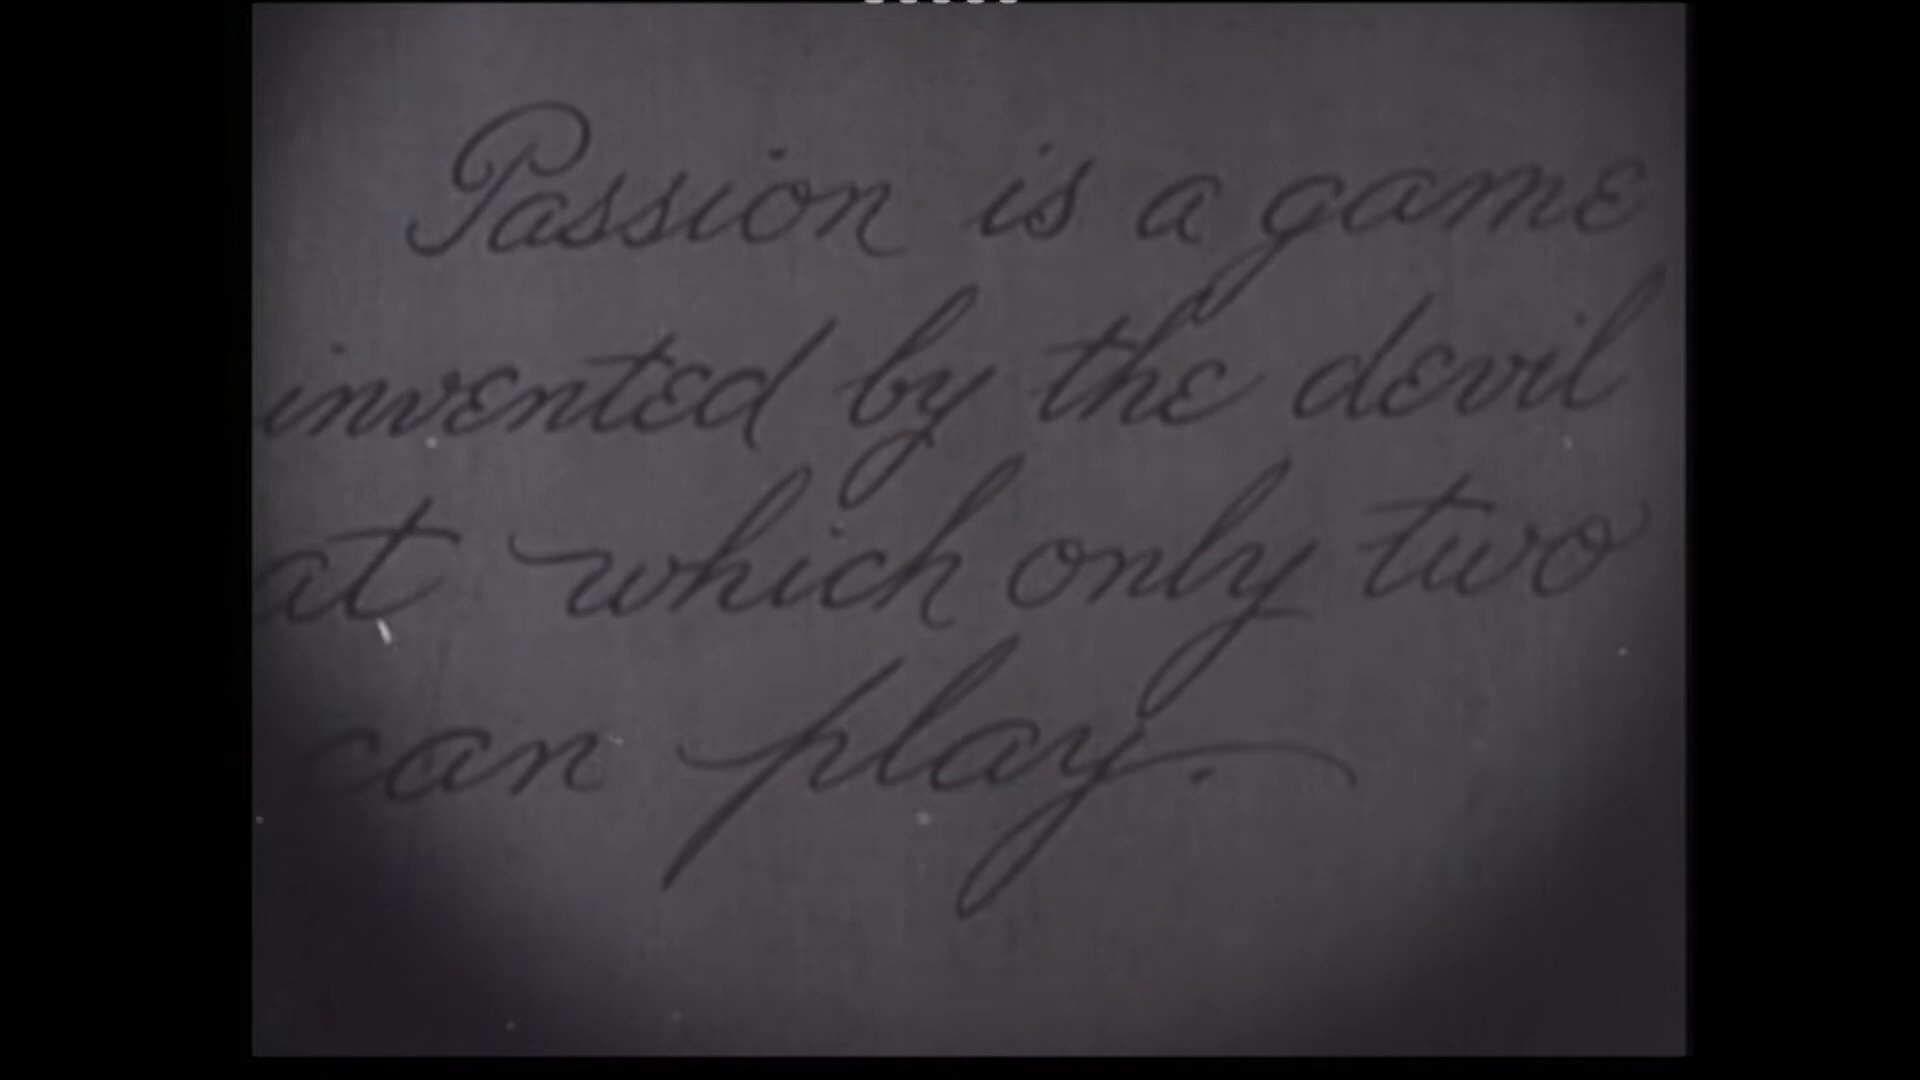 Passion is a game
invented by the devil
at which only two
can play.